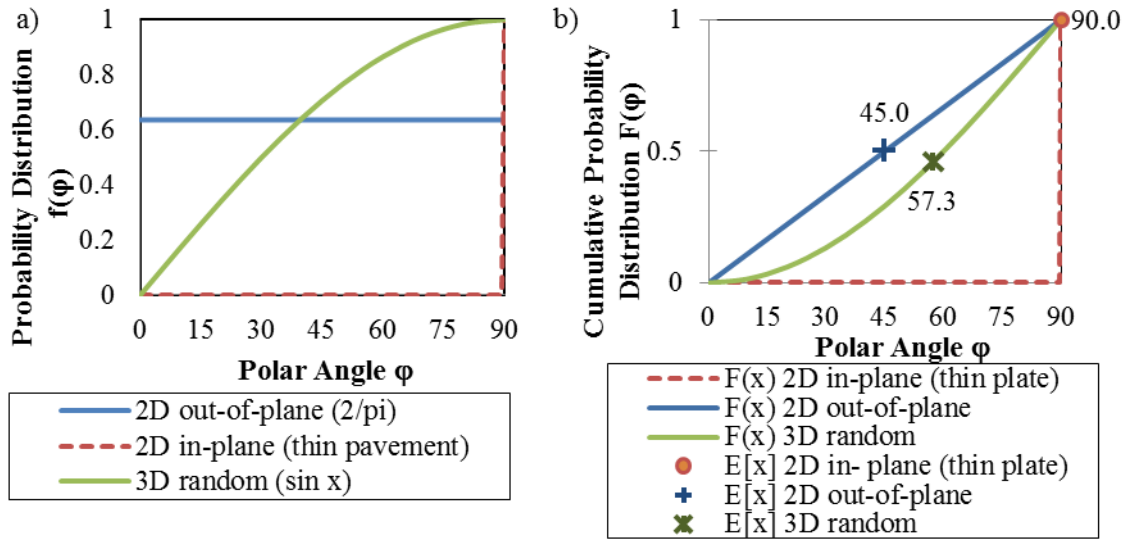 a)
Probability Distribution
f(φ)
1
0.8
0.6
0.4
0.2
0
0 15 30 45 60 75 90
Polar Angle φ
2D out-of-plane (2/pi)
2D in-plane (thin pavement)
3D random (sin x)
b)
Cumulative Probability
Distribution F(φ)
1
0.5
0
90.0
45.0
57.3
0 15 30 45 60 75 90
Polar Angle φ
F(x) 2D in-plane (thin plate)
F(x) 2D out-of-plane
F(x) 3D random
E[x] 2D in- plane (thin plate)
E[x] 2D out-of-plane
E[x] 3D random